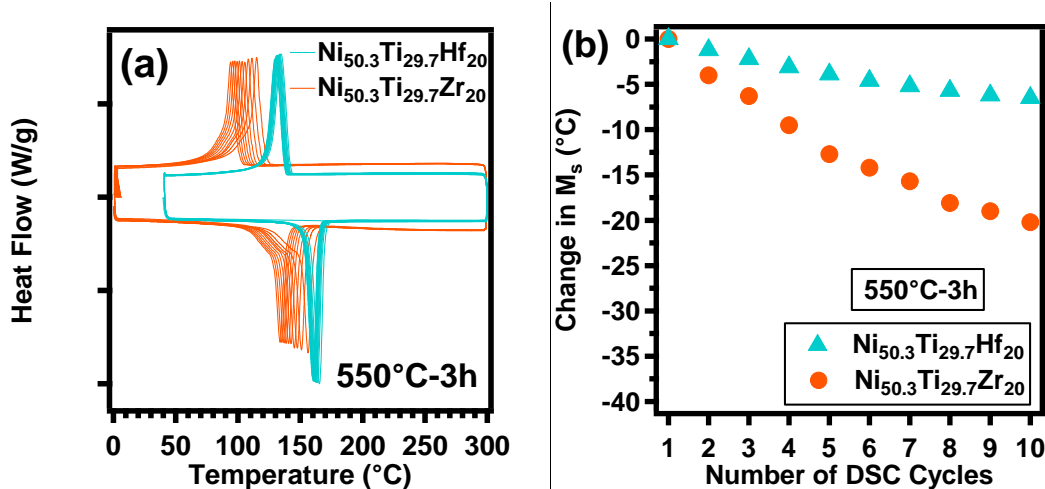 (a)
Ni50.3Ti29.7Hf20
Ni50.3Ti29.7Zr20
Heat Flow (W/g)
550°C-3h
0 50 100 150 200 250 300
Temperature (°C)
(b)
0
-5
-10
-15
-20
-25
-30
-35
-40
Change in Ms (°C)
550°C-3h
Ni50.3Ti29.7Hf20
Ni50.3Ti29.7Zr20
1 2 3 4 5 6 7 8 9 10
Number of DSC Cycles